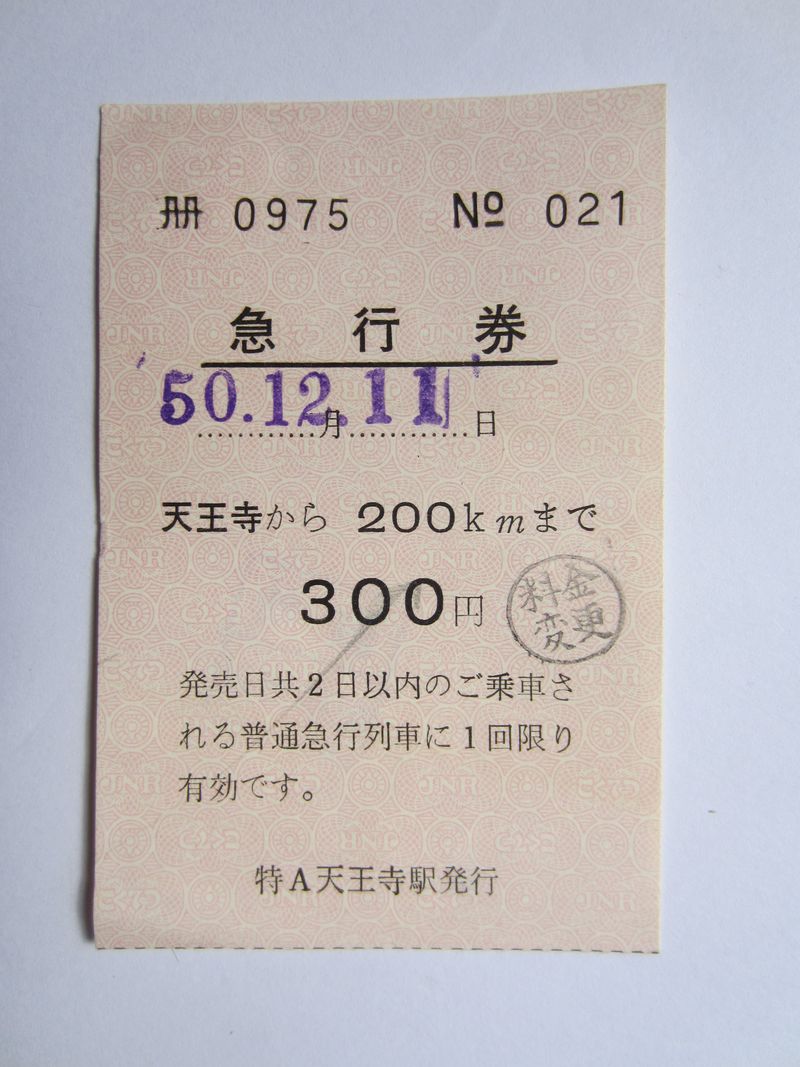 冊 0975 № 021
急行券
50.12.11
月 日
天王寺から 200kmまで
300円
料金
変更
発売日共2日以内のご乗車さ
れる普通急行列車に1回限り
有効です。
特A天王寺駅発行